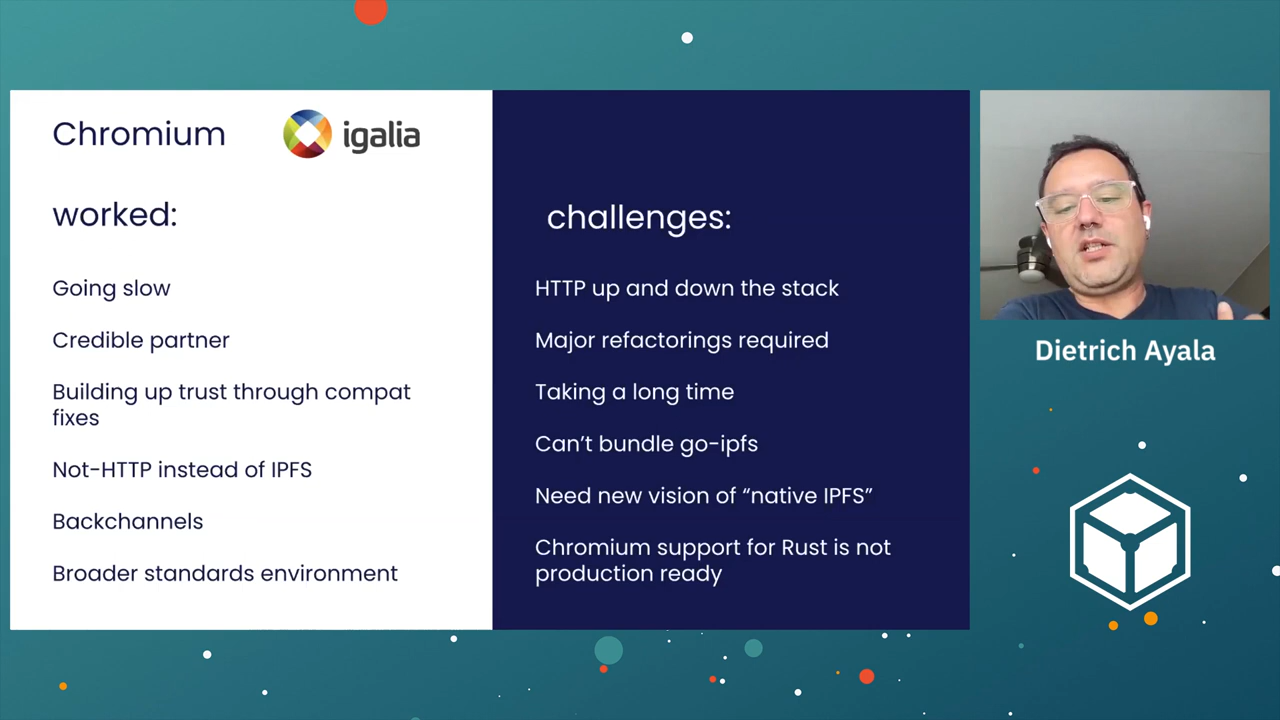 Chromium
igalia
worked:
Going slow
Credible partner
Building up trust through compat
fixes
Not-HTTP instead of IPFS
Backchannels
Broader standards environment
challenges:
HTTP up and down the stack
Major refactorings required
Taking a long time
Can’t bundle go-ipfs
Need new vision of “native IPFS”
Chromium support for Rust is not
production ready
Dietrich Ayala